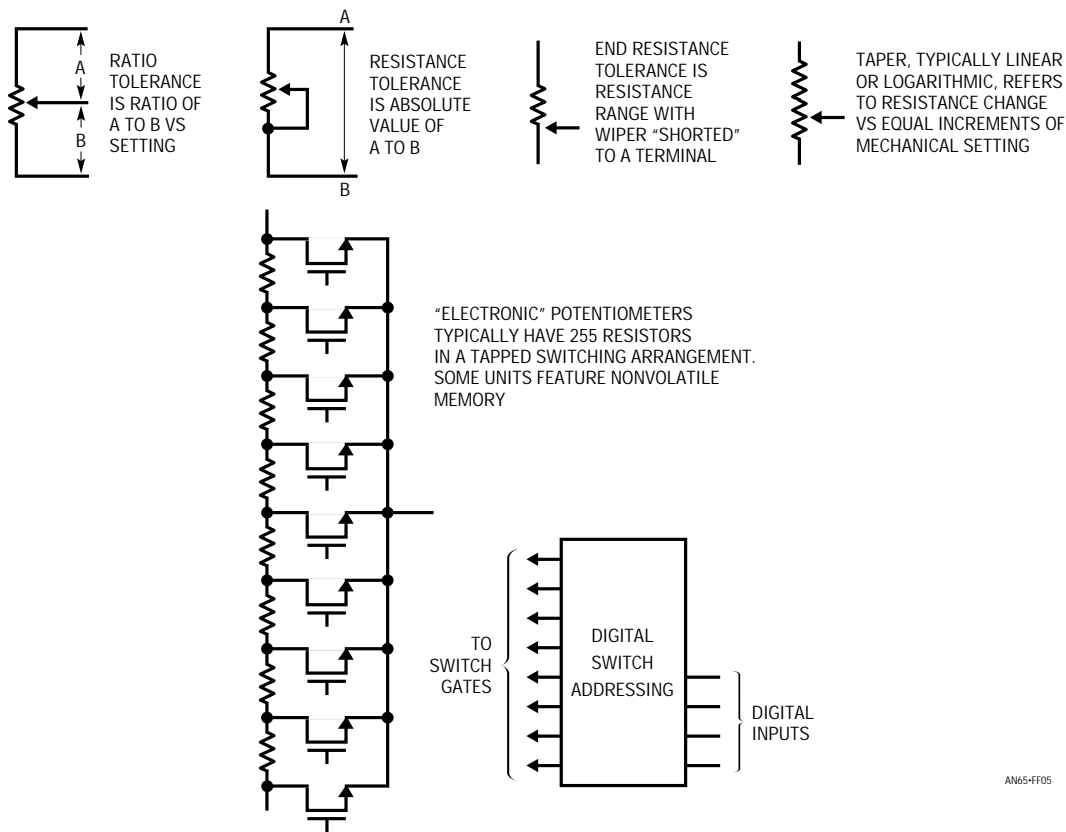 A
B
RATIO
TOLERANCE
IS RATIO OF
A TO B VS
SETTING
A
B
RESISTANCE
TOLERANCE
IS ABSOLUTE
VALUE OF
A TO B
END RESISTANCE
TOLERANCE IS
RESISTANCE
RANGE WITH
WIPER “SHORTED”
TO A TERMINAL
TAPER, TYPICALLY LINEAR
OR LOGARITHMIC, REFERS
TO RESISTANCE CHANGE
VS EQUAL INCREMENTS OF
MECHANICAL SETTING
“ELECTRONIC” POTENTIOMETERS
TYPICALLY HAVE 255 RESISTORS
IN A TAPPED SWITCHING ARRANGEMENT.
SOME UNITS FEATURE NONVOLATILE
MEMORY
TO
SWITCH
GATES
DIGITAL
SWITCH
ADDRESSING
DIGITAL
INPUTS
AN65•FF05